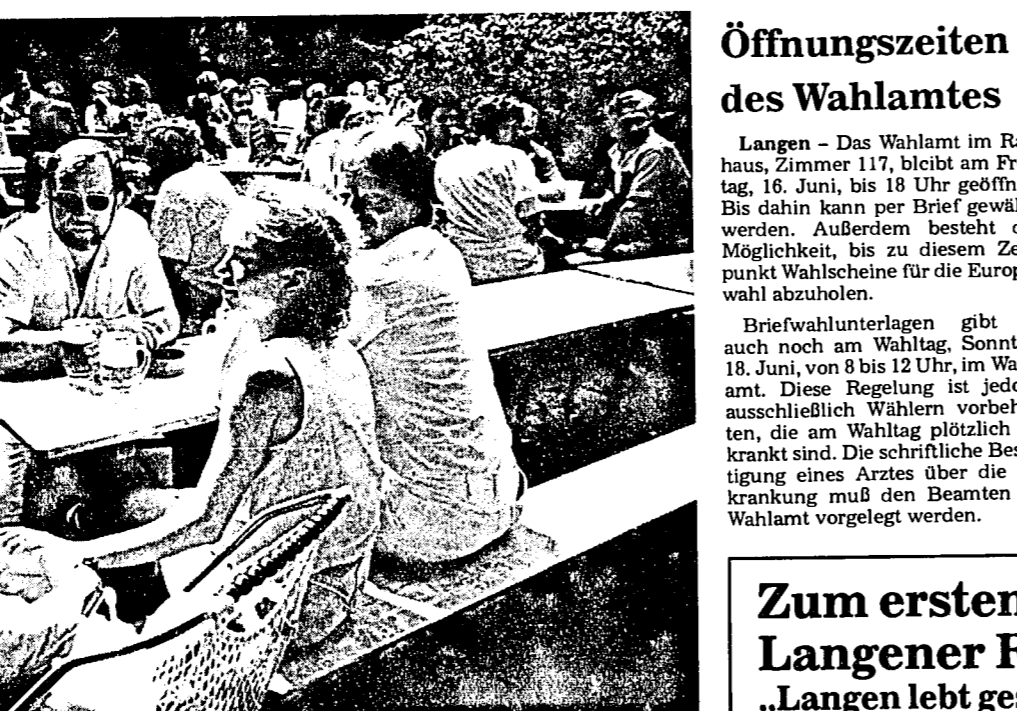 Öffnungszeiten
des Wahlamtes
Langen – Das Wahlamt im Ra
haus, Zimmer 117, bleibt am Fr
tag, 16. Juni, bis 18 Uhr geöffn
Bis dahin kann per Brief gewäh
werden. Außerdem besteht d
Möglichkeit, bis zu diesem Ze
punkt Wahlscheine für die Europ
wahl abzuholen.
Briefwahlunterlagen gibt
auch noch am Wahltag, Sonnt
18. Juni, von 8 bis 12 Uhr, im Wa
amt. Diese Regelung ist jedo
ausschließlich Wählern vorbeh
ten, die am Wahltag plötzlich
krankt sind. Die schriftliche Bes
tigung eines Arztes über die
krankung muß den Beamten
Wahlamt vorgelegt werden.
Zum ersten
Langener F
„Langen lebt ges